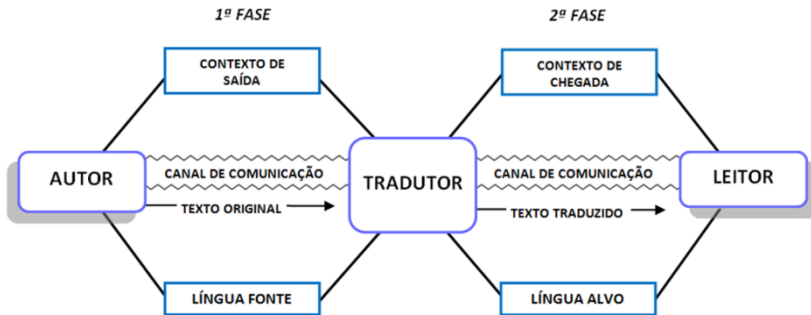 1ª FASE
2ª FASE
CONTEXTO DE
SAÍDA
CONTEXTO DE
CHEGADA
AUTOR
CANAL DE COMUNICAÇÃO
TEXTO ORIGINAL
TRADUTOR
CANAL DE COMUNICAÇÃO
TEXTO TRADUZIDO
LEITOR
LÍNGUA FONTE
LÍNGUA ALVO